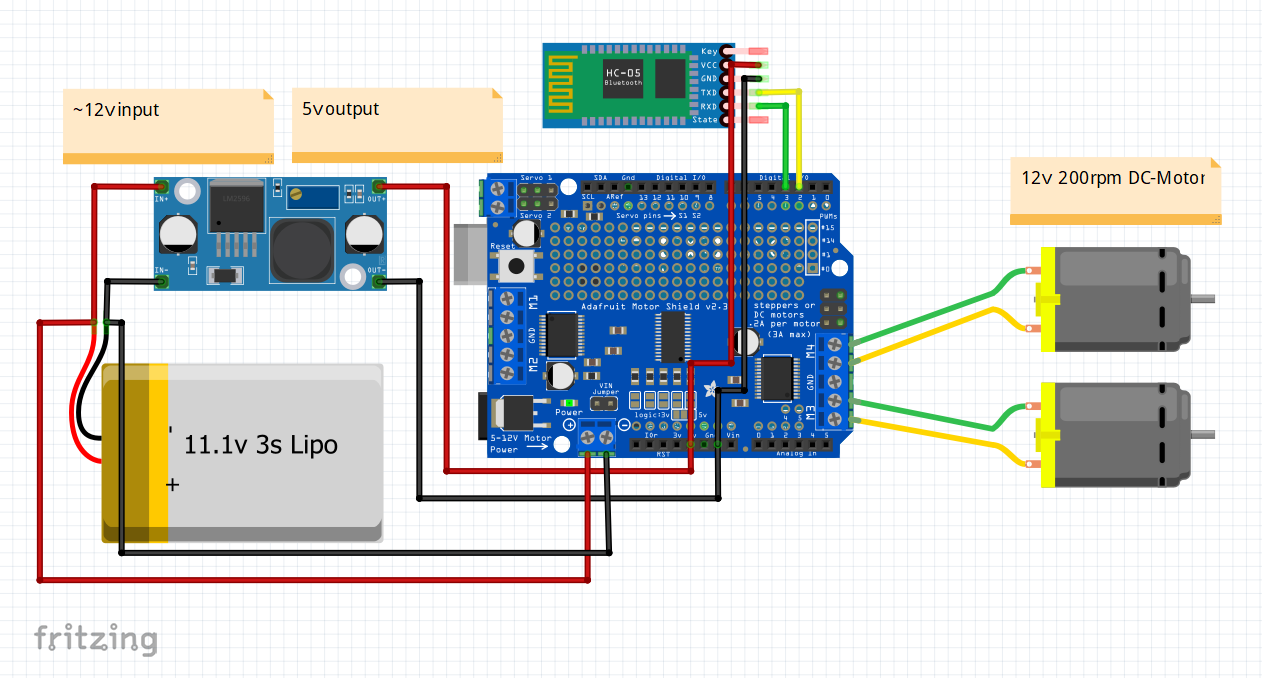 Key
VCC
GND
TXD
RXD
State
HC-05
Bluetooth
~12vinput
5voutput
IN+
IN-
OUT+
OUT-
LM2596
Servo 1
Servo 2
SDA
Gnd
Digital I/O
Digital I/O
SCL
ARef
13 12 11 10 9 8
7 6 5 4 3 2 1 0
Servo pins
S1 S2
PWMs
#15
#14
#1
#0
Reset
Adafruit Motor Shield v2.3
steppers or
DC motors
.2A per motor
(3A max)
M1
GND
M2
M4
GND
M3
VIN
Jumper
Power
logic:3v
5v
5-12V Motor
Power
IOr
3v
Gnd
Vin
RST
0 1 2 3 4 5
Analog in
4 5
12v 200rpm DC-Motor
11.1v 3s Lipo
+
fritzing